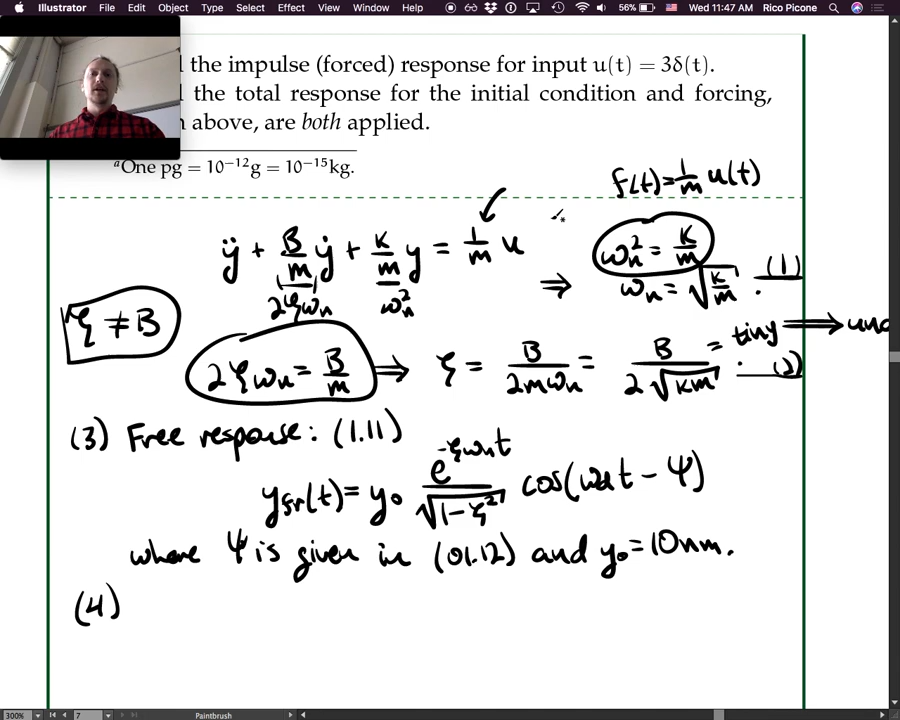 Illustrator File Edit Object Type Select Effect View Window Help 56% Wed 11:47 AM Rico Picone
the impulse (forced) response for input u(t) = 3δ(t).
the total response for the initial condition and forcing,
above, are both applied.
ᵃOne pg = 10⁻¹²g = 10⁻¹⁵kg.
f(t) = 1/m u(t)
ÿ + B/m ẏ + K/m y = 1/m u ⇒ ωₙ² = K/m
2ζωₙ ωₙ² ωₙ = √(K/m) . (1)
ζ ≠ B
2ζωₙ = B/m ⇒ ζ = B/(2mωₙ) = B/(2√(Km)) = tiny ⟹ und
. (2)
(3) Free response: (1.11)
y_fr(t) = y₀ e^(-ζωₙt)/√(1-ζ²) cos(ω_d t - ψ)
where ψ is given in (01.12) and y₀ = 10nm.
(4)
300% 7 Paintbrush